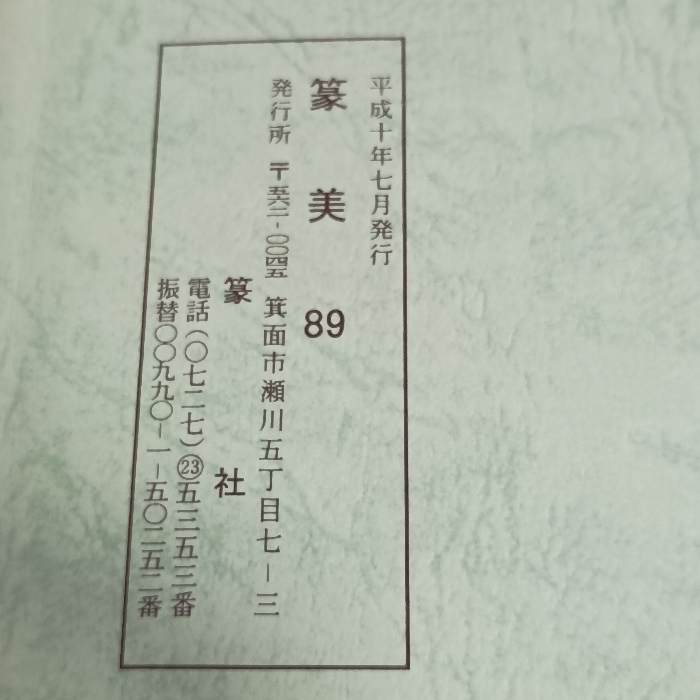 平成十年七月発行
篆美 89
発行所 〒五六二-〇〇四五 箕面市瀬川五丁目七-三
篆社
電話(〇七二七)㉓五三五三番
振替〇〇九九〇-一-五〇二五二番